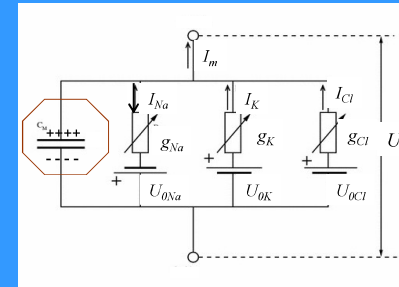 I_m
I_Na
I_K
I_Cl
C_M
++++
g_Na
g_K
g_Cl
U
-----
+
+
+
U_0Na
U_0K
U_0Cl